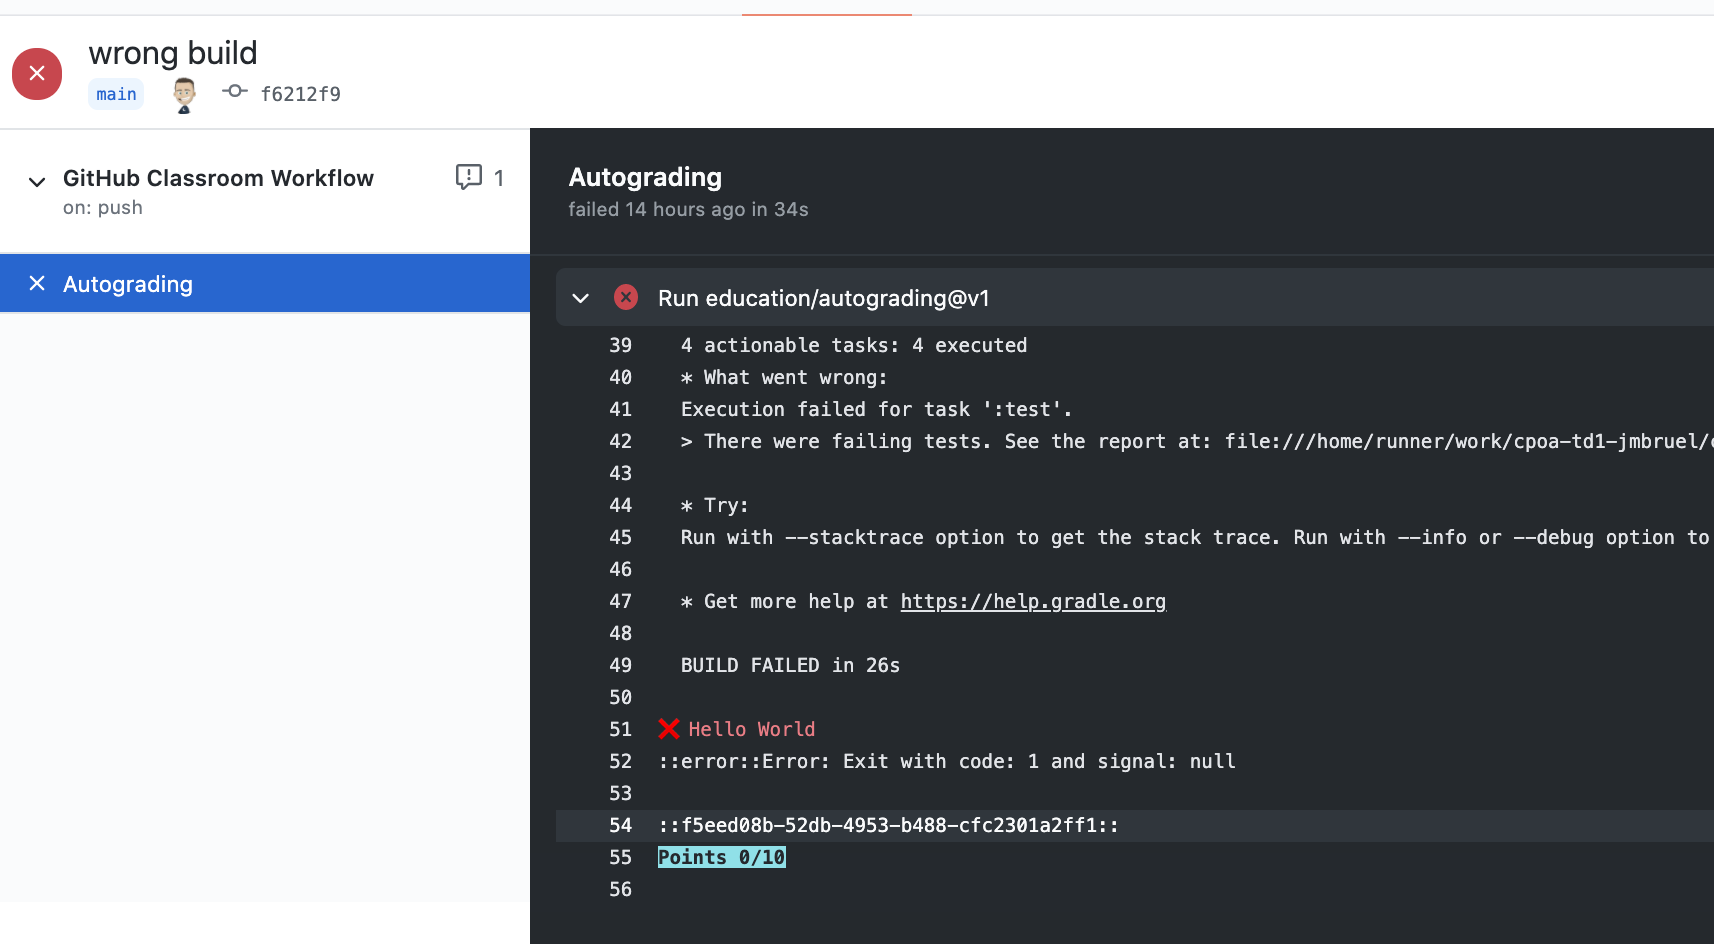 wrong build
main f6212f9
GitHub Classroom Workflow 1
on: push
Autograding
Autograding
failed 14 hours ago in 34s
Run education/autograding@v1
39 4 actionable tasks: 4 executed
40 * What went wrong:
41 Execution failed for task ':test'.
42 > There were failing tests. See the report at: file:///home/runner/work/cpoa-td1-jmbruel/
43
44 * Try:
45 Run with --stacktrace option to get the stack trace. Run with --info or --debug option to
46
47 * Get more help at https://help.gradle.org
48
49 BUILD FAILED in 26s
50
51 ❌ Hello World
52 ::error::Error: Exit with code: 1 and signal: null
53
54 ::f5eed08b-52db-4953-b488-cfc2301a2ff1::
55 Points 0/10
56